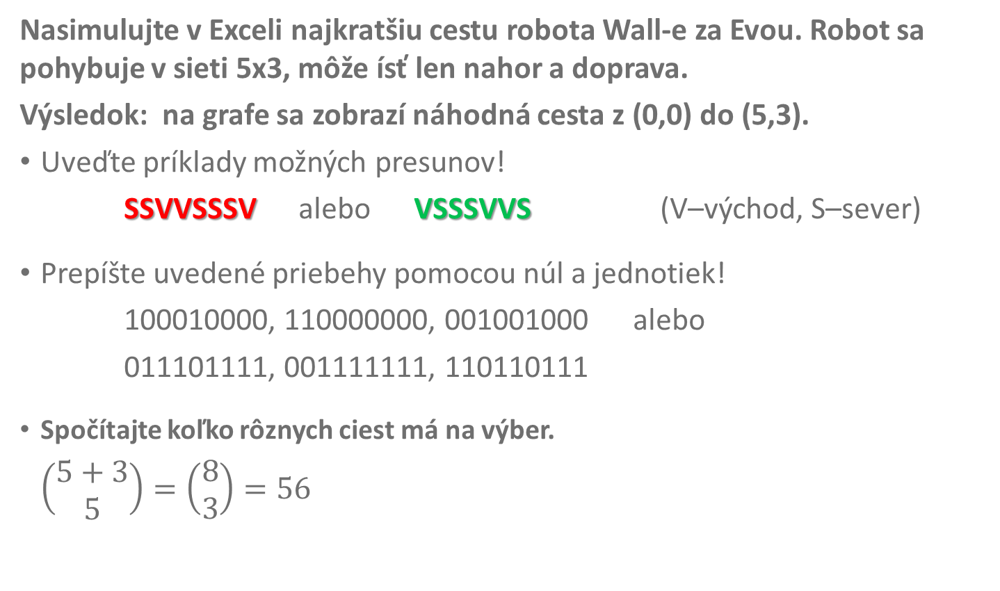 Nasimulujte v Exceli najkratšiu cestu robota Wall-e za Evou. Robot sa
pohybuje v sieti 5x3, môže ísť len nahor a doprava.
Výsledok: na grafe sa zobrazí náhodná cesta z (0,0) do (5,3).
• Uveďte príklady možných presunov!
SSVVSSSV alebo VSSSVVS (V–východ, S–sever)
• Prepíšte uvedené priebehy pomocou núl a jednotiek!
100010000, 110000000, 001001000 alebo
011101111, 001111111, 110110111
• Spočítajte koľko rôznych ciest má na výber.
(5 + 3 5) = (8 3) = 56